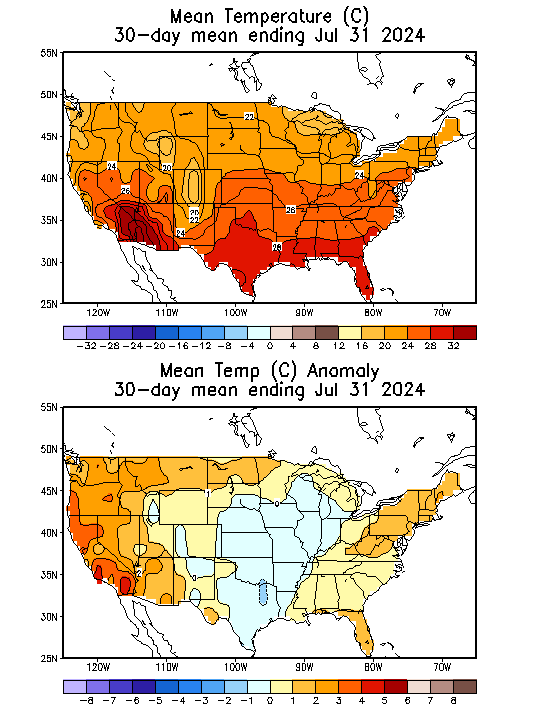 Mean Temperature (C)
30-day mean ending Jul 31 2024
55N
50N
45N
40N
35N
30N
25N
22
24
20
24
26
26
20
22
24
28
120W 110W 100W 90W 80W 70W
-32 -28 -24 -20 -16 -12 -8 -4 0 4 8 12 16 20 24 28 32
Mean Temp (C) Anomaly
30-day mean ending Jul 31 2024
55N
50N
45N
40N
35N
30N
25N
1
0
2
0
120W 110W 100W 90W 80W 70W
-8 -7 -6 -5 -4 -3 -2 -1 0 1 2 3 4 5 6 7 8